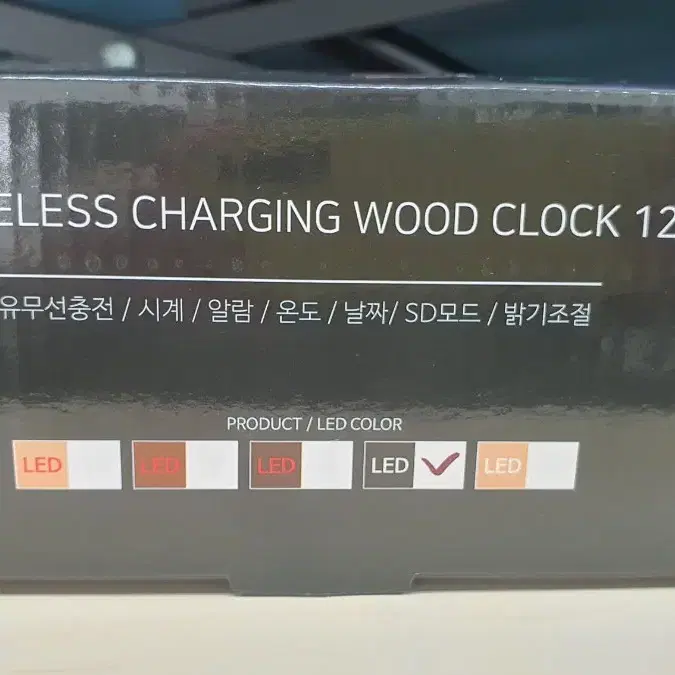 ELESS CHARGING WOOD CLOCK 12
유무선충전 / 시계 / 알람 / 온도 / 날짜/ SD모드 / 밝기조절
PRODUCT / LED COLOR
LED LED LED LED LED